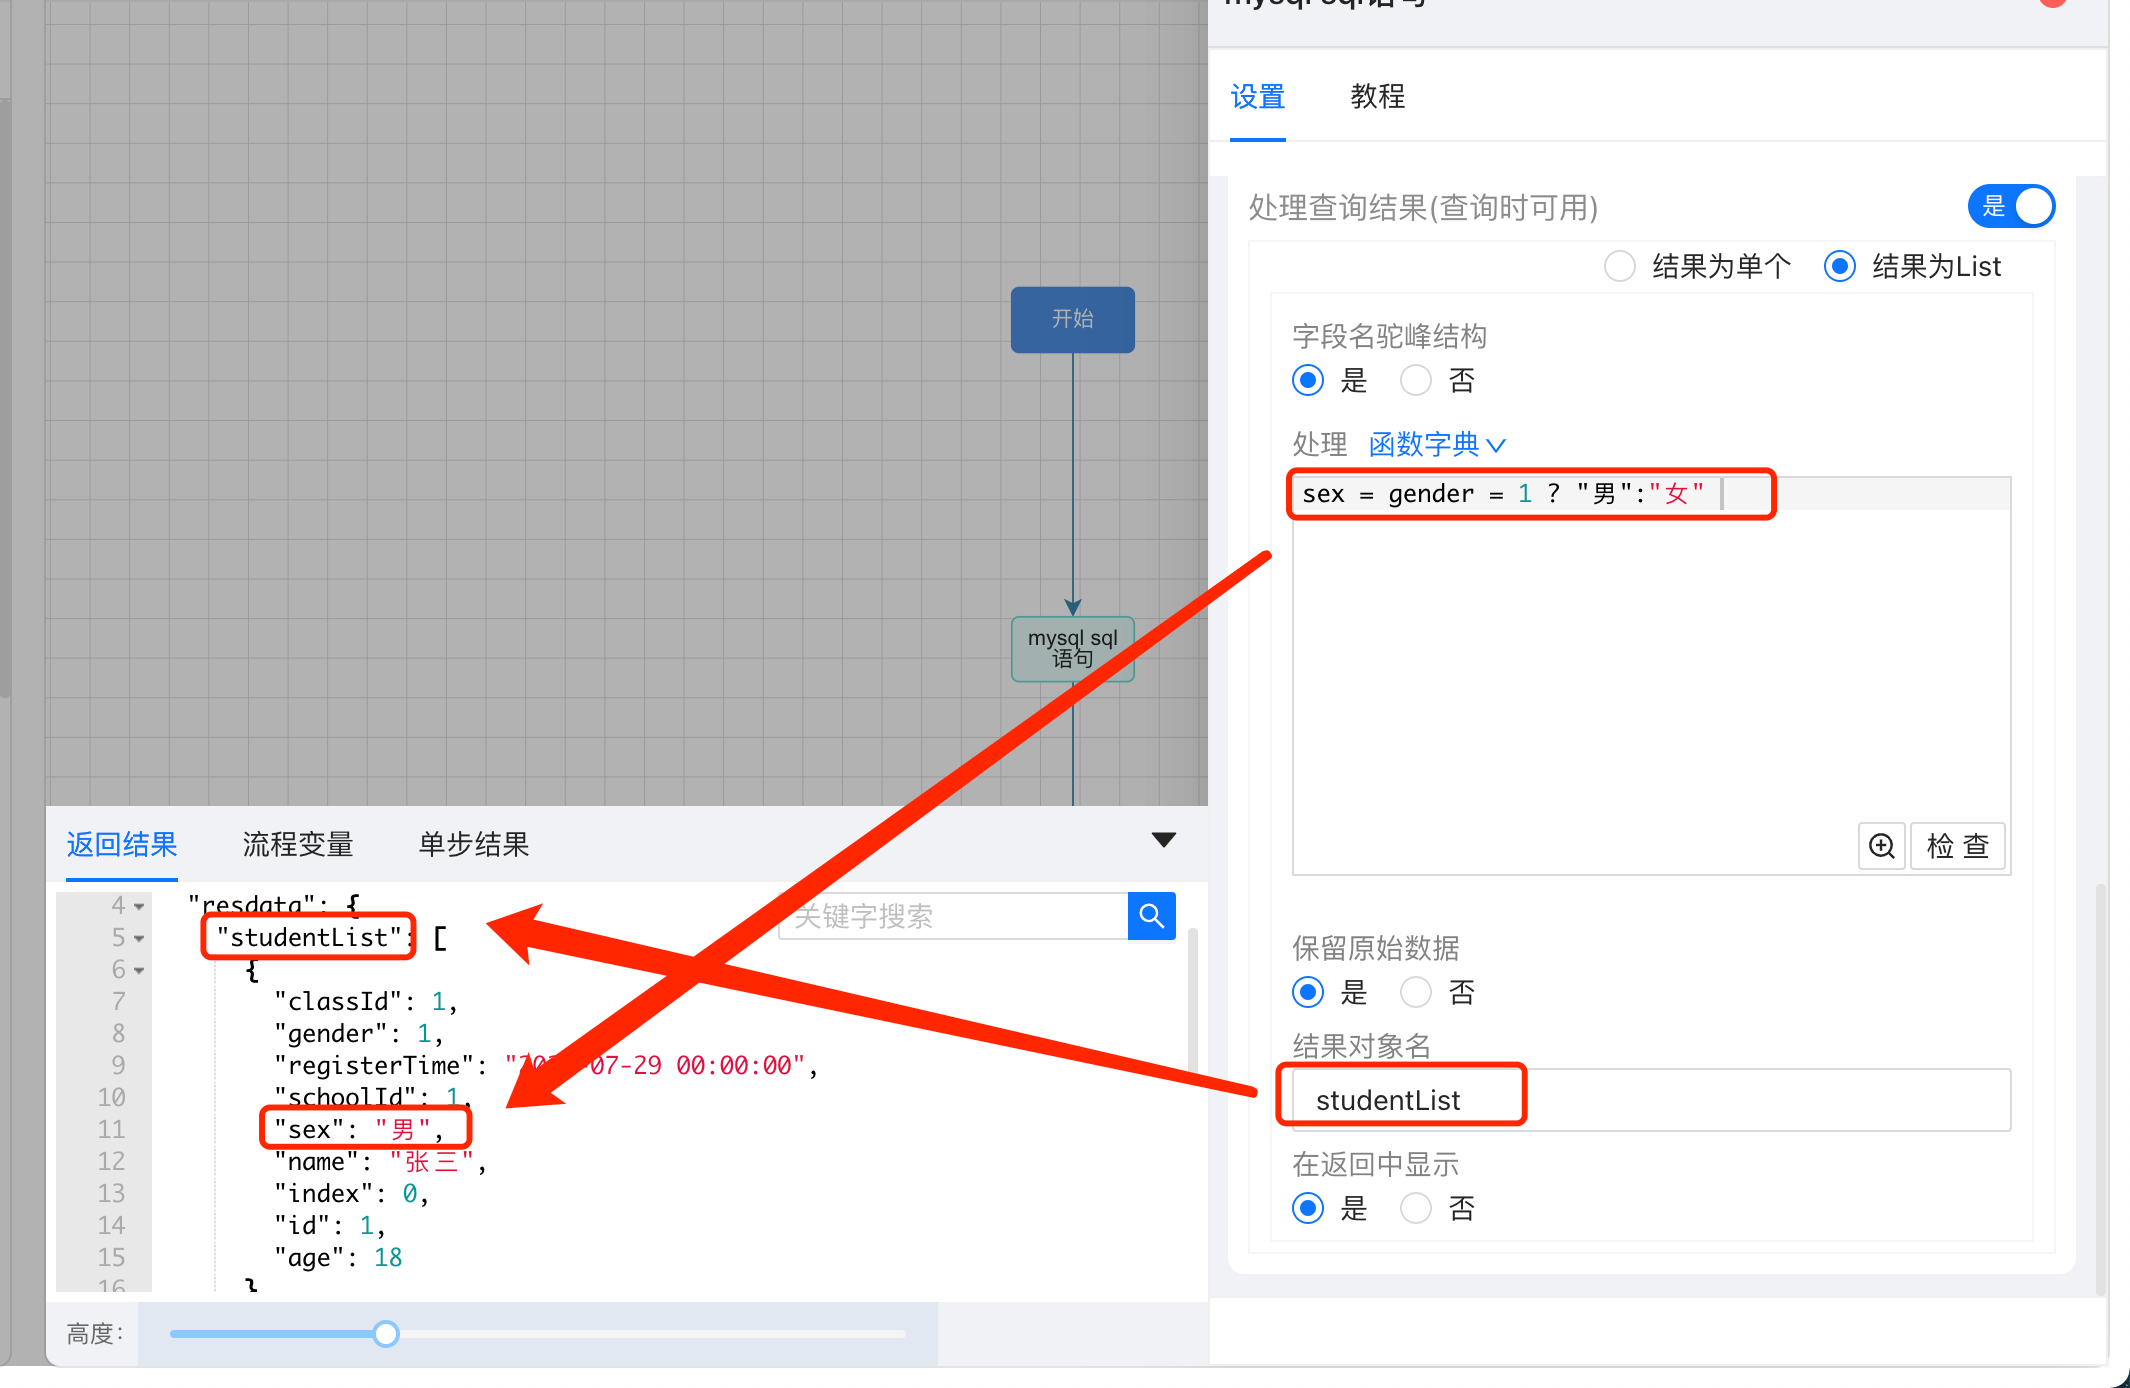 mysql sql语句
设置 教程
处理查询结果(查询时可用) 是
结果为单个 结果为List
字段名驼峰结构
是 否
处理 函数字典
sex = gender = 1 ? "男":"女"
检 查
保留原始数据
是 否
结果对象名
studentList
在返回中显示
是 否
开始
mysql sql
语句
返回结果 流程变量 单步结果
关键字搜索
4 "resdata": {
5 "studentList": [
6 {
7 "classId": 1,
8 "gender": 1,
9 "registerTime": "20 07-29 00:00:00",
10 "schoolId": 1,
11 "sex": "男",
12 "name": "张三",
13 "index": 0,
14 "id": 1,
15 "age": 18
16 }
高度: